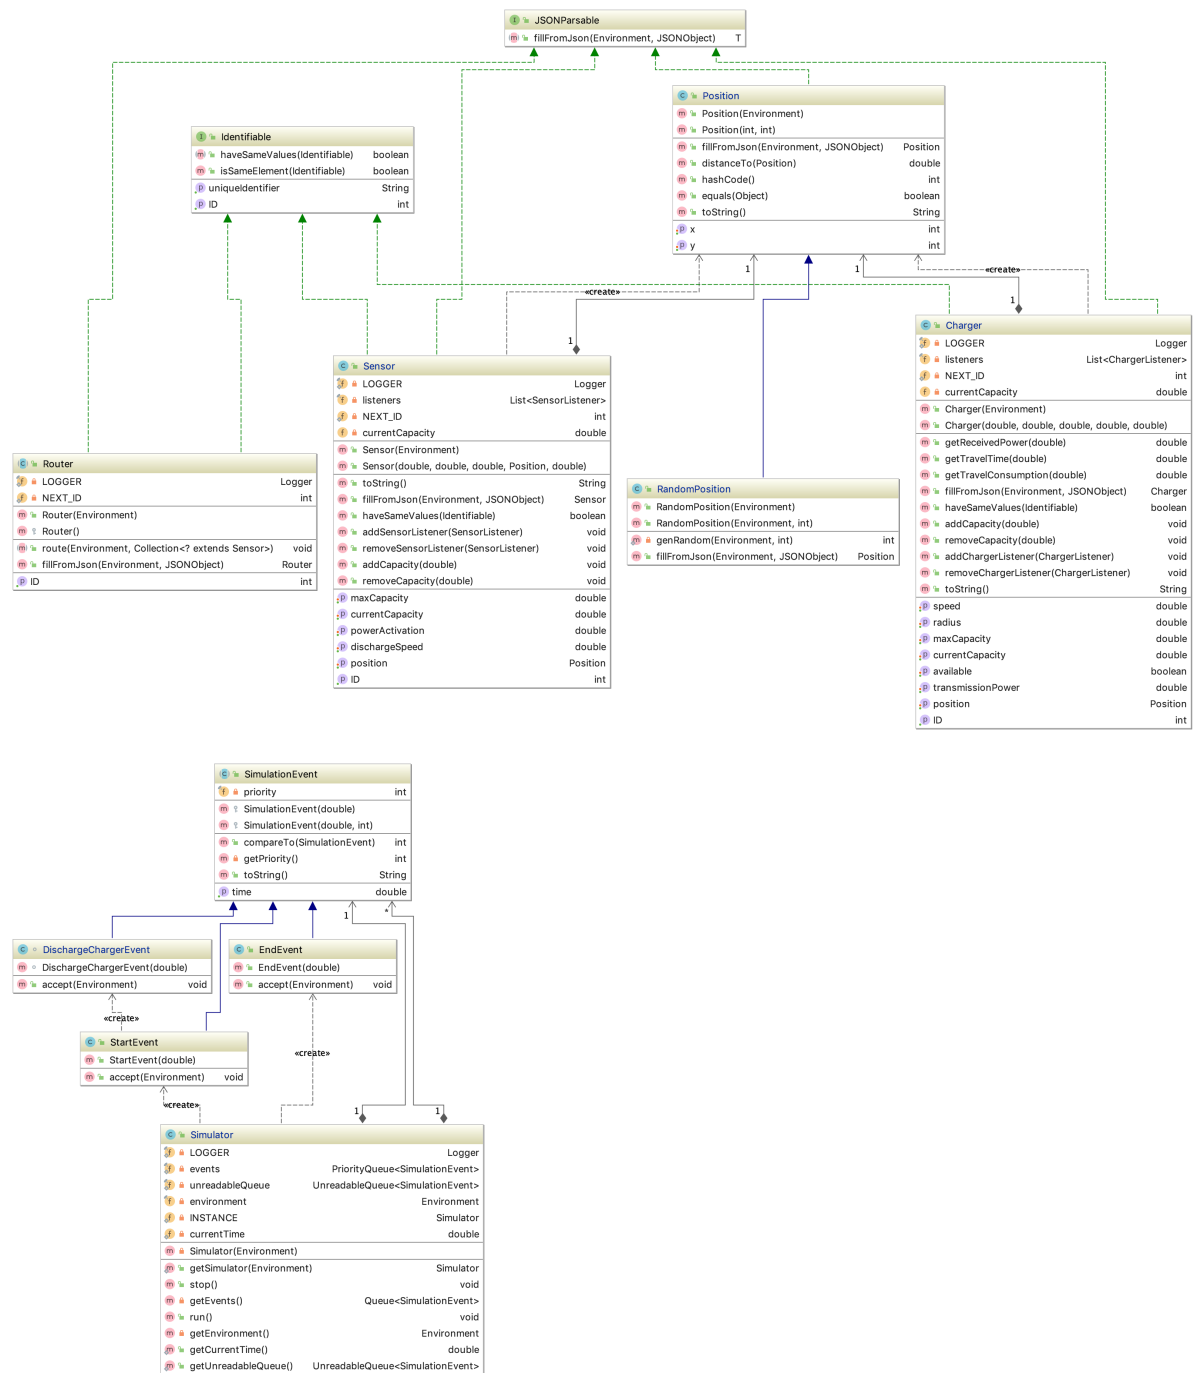 JSONParsable
fillFromJson(Environment, JSONObject) T
Position
Position(Environment)
Position(int, int)
fillFromJson(Environment, JSONObject) Position
distanceTo(Position) double
hashCode() int
equals(Object) boolean
toString() String
x int
y int
Identifiable
haveSameValues(Identifiable) boolean
isSameElement(Identifiable) boolean
uniqueIdentifier String
ID int
1
1
«create»
«create»
1
1
Charger
LOGGER Logger
listeners List<ChargerListener>
NEXT_ID int
currentCapacity double
Charger(Environment)
Charger(double, double, double, double, double)
getReceivedPower(double) double
getTravelTime(double) double
getTravelConsumption(double) double
fillFromJson(Environment, JSONObject) Charger
haveSameValues(Identifiable) boolean
addCapacity(double) void
removeCapacity(double) void
addChargerListener(ChargerListener) void
removeChargerListener(ChargerListener) void
toString() String
speed double
radius double
maxCapacity double
currentCapacity double
available boolean
transmissionPower double
position Position
ID int
Sensor
LOGGER Logger
listeners List<SensorListener>
NEXT_ID int
currentCapacity double
Sensor(Environment)
Sensor(double, double, double, Position, double)
toString() String
fillFromJson(Environment, JSONObject) Sensor
haveSameValues(Identifiable) boolean
addSensorListener(SensorListener) void
removeSensorListener(SensorListener) void
addCapacity(double) void
removeCapacity(double) void
maxCapacity double
currentCapacity double
powerActivation double
dischargeSpeed double
position Position
ID int
Router
LOGGER Logger
NEXT_ID int
Router(Environment)
Router()
route(Environment, Collection<? extends Sensor>) void
fillFromJson(Environment, JSONObject) Router
ID int
RandomPosition
RandomPosition(Environment)
RandomPosition(Environment, int)
genRandom(Environment, int) int
fillFromJson(Environment, JSONObject) Position
SimulationEvent
priority int
SimulationEvent(double)
SimulationEvent(double, int)
compareTo(SimulationEvent) int
getPriority() int
toString() String
time double
1
*
DischargeChargerEvent
DischargeChargerEvent(double)
accept(Environment) void
EndEvent
EndEvent(double)
accept(Environment) void
«create»
StartEvent
StartEvent(double)
accept(Environment) void
«create»
«create»
1
1
Simulator
LOGGER Logger
events PriorityQueue<SimulationEvent>
unreadableQueue UnreadableQueue<SimulationEvent>
environment Environment
INSTANCE Simulator
currentTime double
Simulator(Environment)
getSimulator(Environment) Simulator
stop() void
getEvents() Queue<SimulationEvent>
run() void
getEnvironment() Environment
getCurrentTime() double
getUnreadableQueue() UnreadableQueue<SimulationEvent>